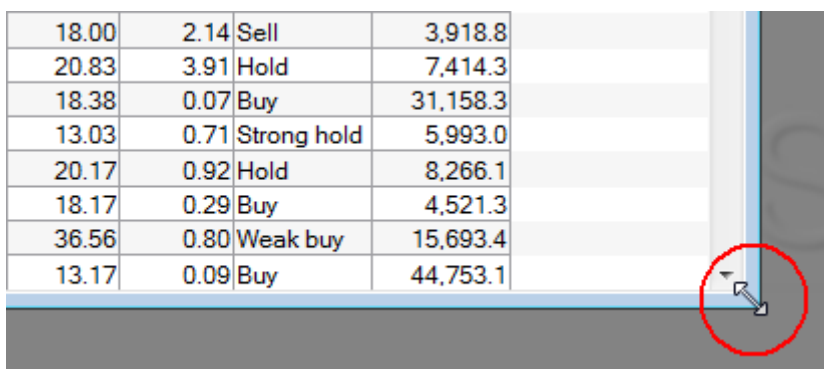 18.00 2.14 Sell 3,918.8
20.83 3.91 Hold 7,414.3
18.38 0.07 Buy 31,158.3
13.03 0.71 Strong hold 5,993.0
20.17 0.92 Hold 8,266.1
18.17 0.29 Buy 4,521.3
36.56 0.80 Weak buy 15,693.4
13.17 0.09 Buy 44,753.1